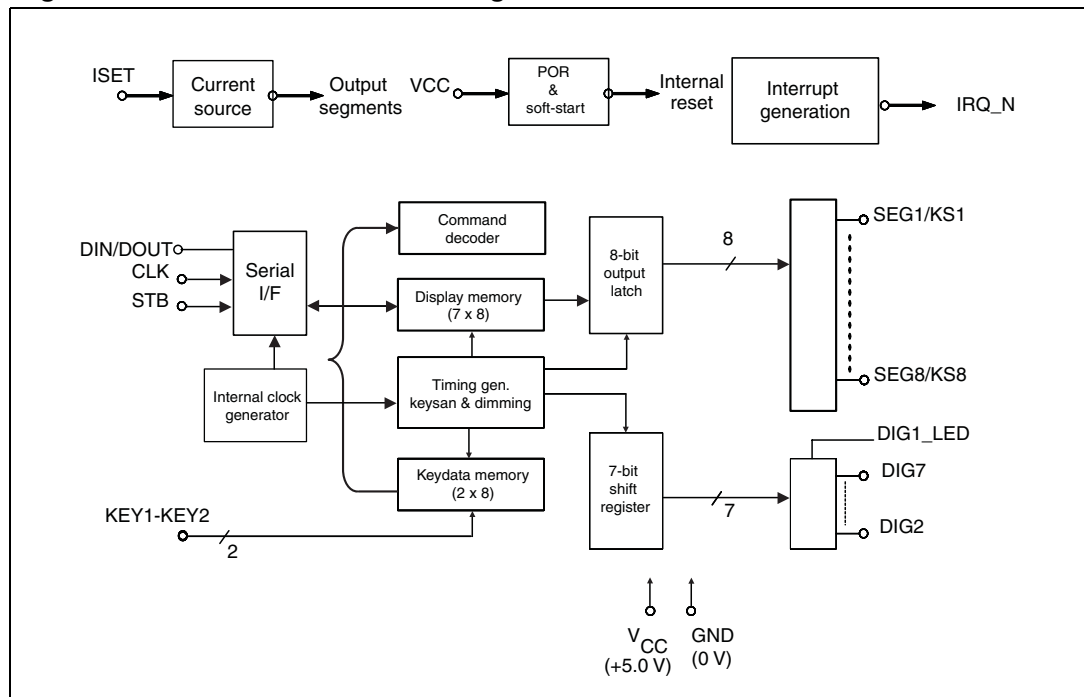 ISET
Current
source
Output
segments
VCC
POR
&
soft-start
Internal
reset
Interrupt
generation
IRQ_N
DIN/DOUT
CLK
STB
Serial
I/F
Command
decoder
Display memory
(7 x 8)
8-bit
output
latch
8
SEG1/KS1
SEG8/KS8
Internal clock
generator
Timing gen.
keysan & dimming
Keydata memory
(2 x 8)
KEY1-KEY2
2
7-bit
shift
register
7
DIG1_LED
DIG7
DIG2
VCC
(+5.0 V)
GND
(0 V)